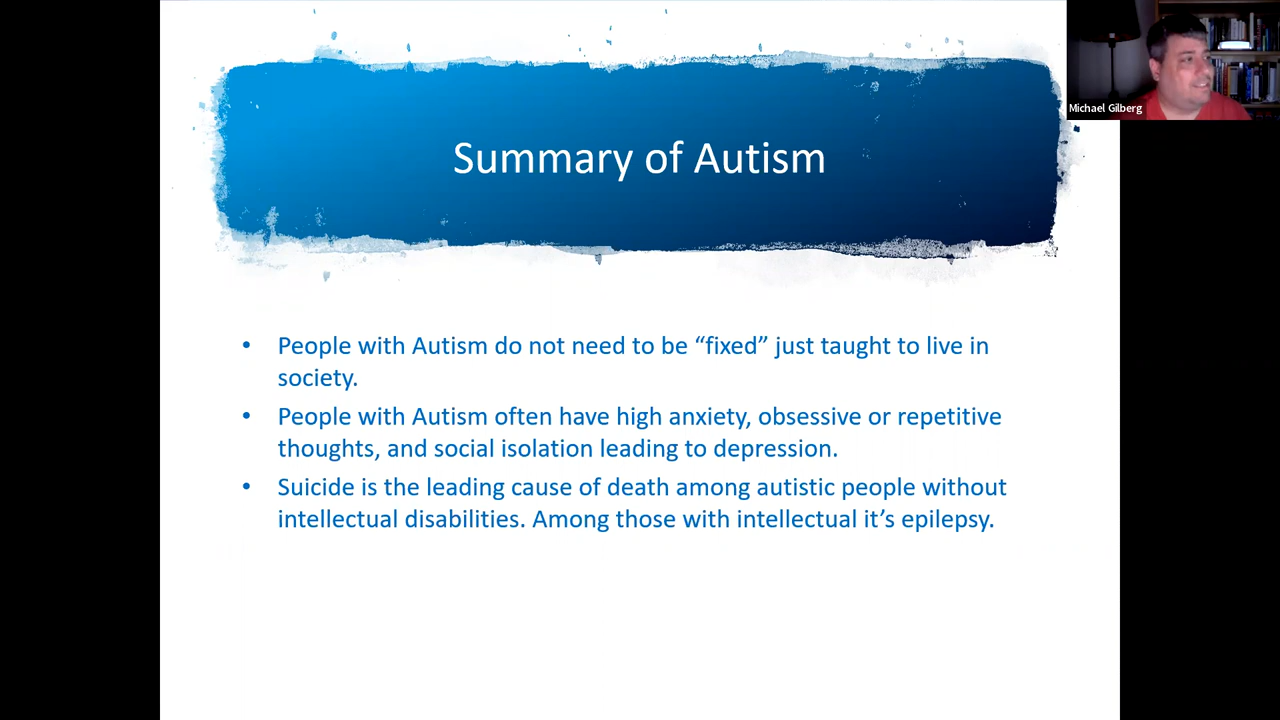 Summary of Autism
Michael Gilberg
• People with Autism do not need to be “fixed” just taught to live in
society.
• People with Autism often have high anxiety, obsessive or repetitive
thoughts, and social isolation leading to depression.
• Suicide is the leading cause of death among autistic people without
intellectual disabilities. Among those with intellectual it’s epilepsy.